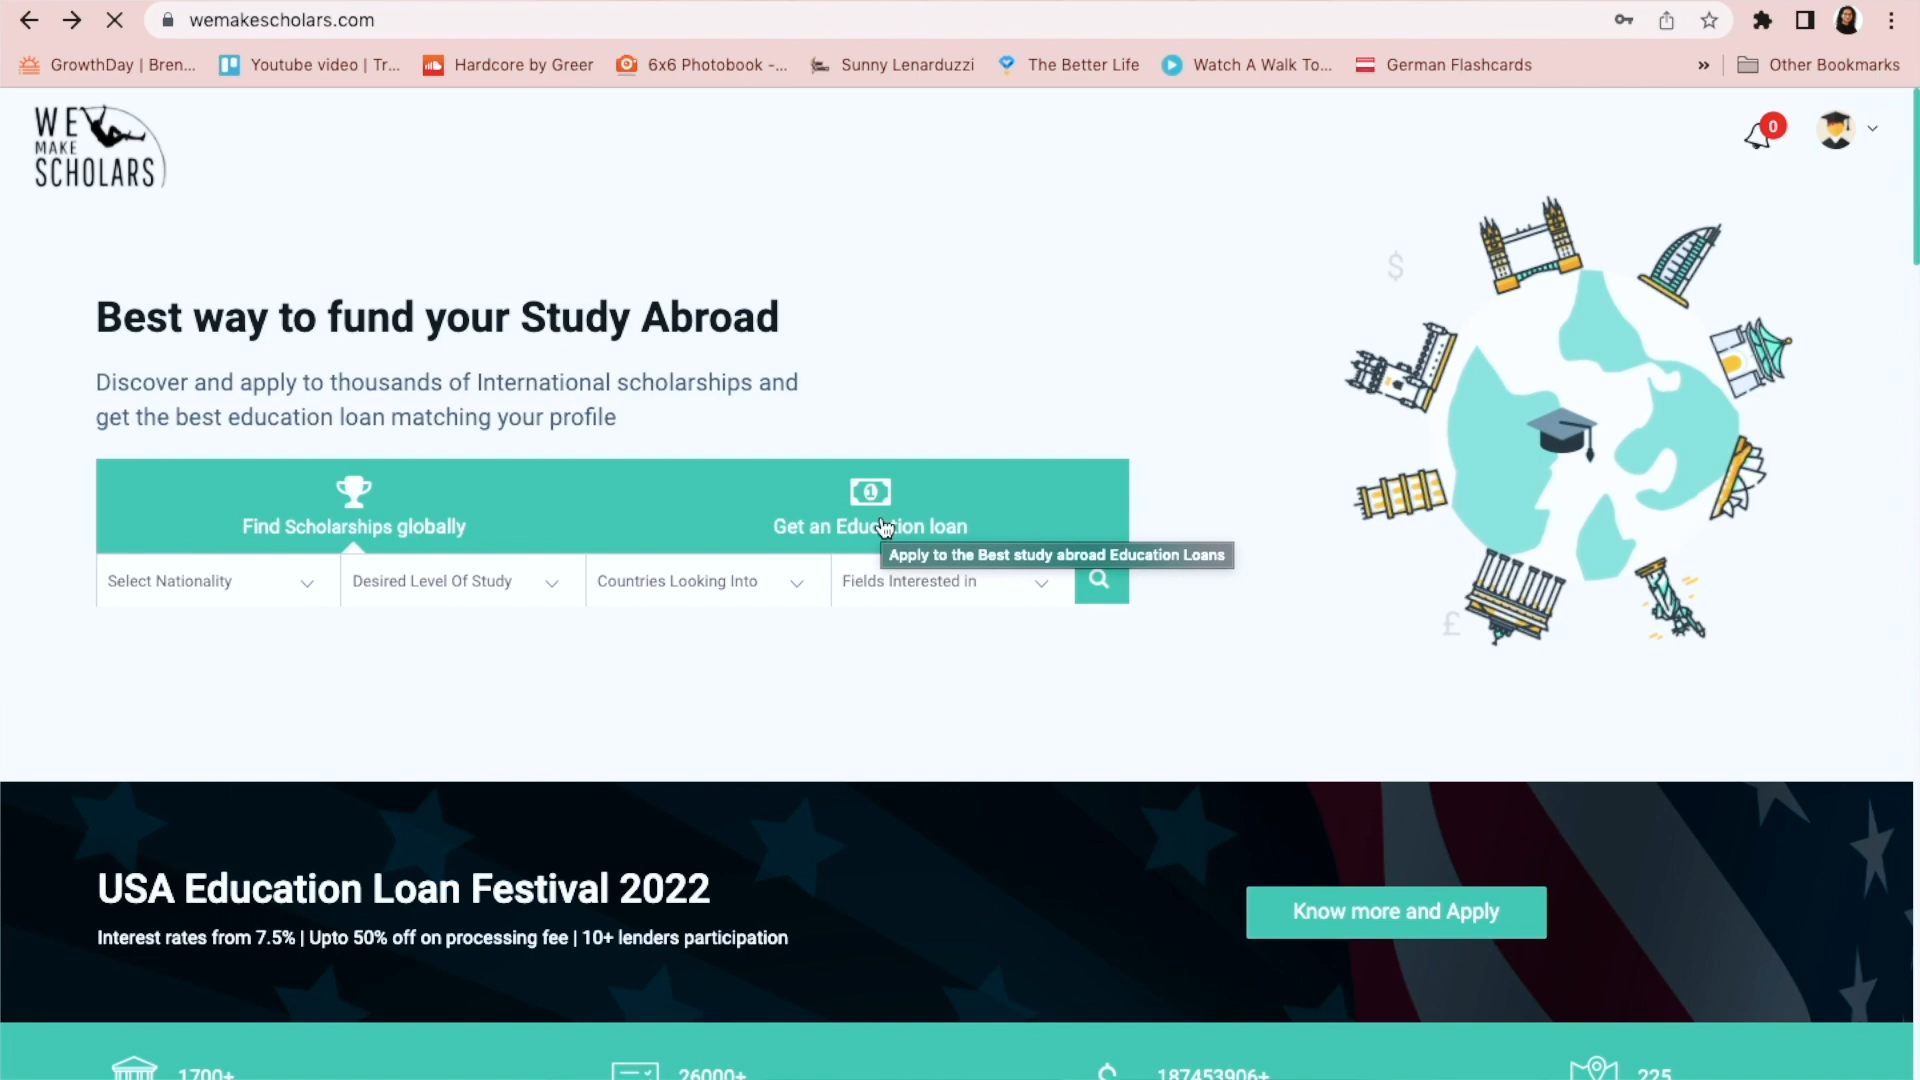 wemakescholars.com
GrowthDay | Bren...
Youtube video | Tr...
Hardcore by Greer
6x6 Photobook -...
Sunny Lenarduzzi
The Better Life
Watch A Walk To...
German Flashcards
»
Other Bookmarks
WE
MAKE
SCHOLARS
0
Best way to fund your Study Abroad
Discover and apply to thousands of International scholarships and
get the best education loan matching your profile
Find Scholarships globally
Get an Education loan
Apply to the Best study abroad Education Loans
Select Nationality
Desired Level Of Study
Countries Looking Into
Fields Interested in
$
£
USA Education Loan Festival 2022
Interest rates from 7.5% | Upto 50% off on processing fee | 10+ lenders participation
Know more and Apply
1700+
26000+
187453906+
225